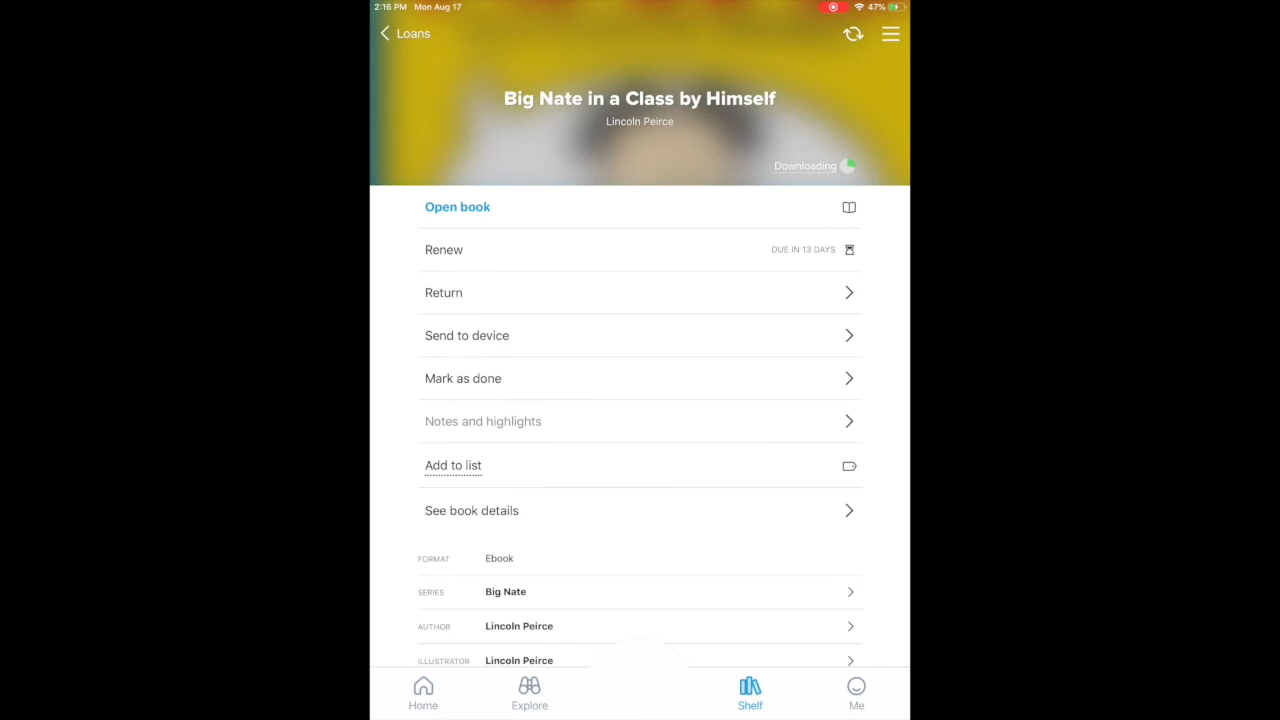 2:16 PM Mon Aug 17 47%
Loans
Big Nate in a Class by Himself
Lincoln Peirce
Downloading
Open book
Renew DUE IN 13 DAYS
Return
Send to device
Mark as done
Notes and highlights
Add to list
See book details
FORMAT Ebook
SERIES Big Nate
AUTHOR Lincoln Peirce
ILLUSTRATOR Lincoln Peirce
Home Explore Shelf Me